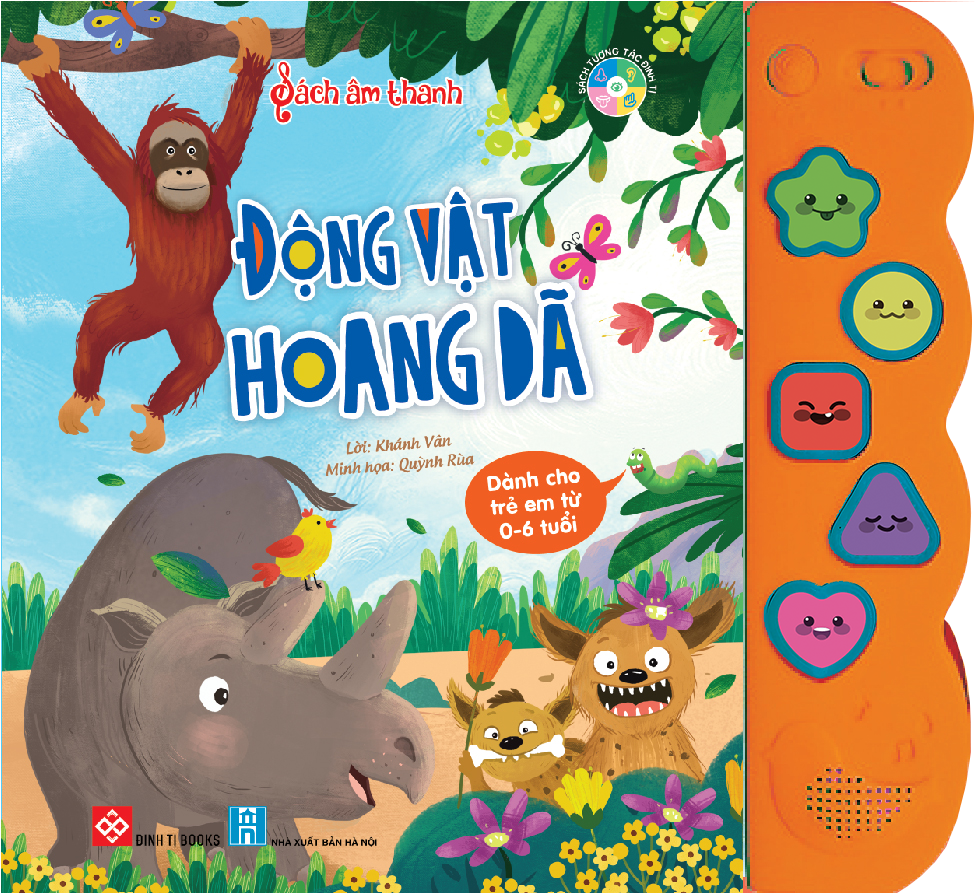 Sách âm thanh
SÁCH TƯƠNG TÁC ĐINH TỊ
ĐỘNG VẬT
HOANG DÃ
Lời: Khánh Vân
Minh họa: Quỳnh Rùa
Dành cho
trẻ em từ
0-6 tuổi
ĐINH TỊ BOOKS
NHÀ XUẤT BẢN HÀ NỘI